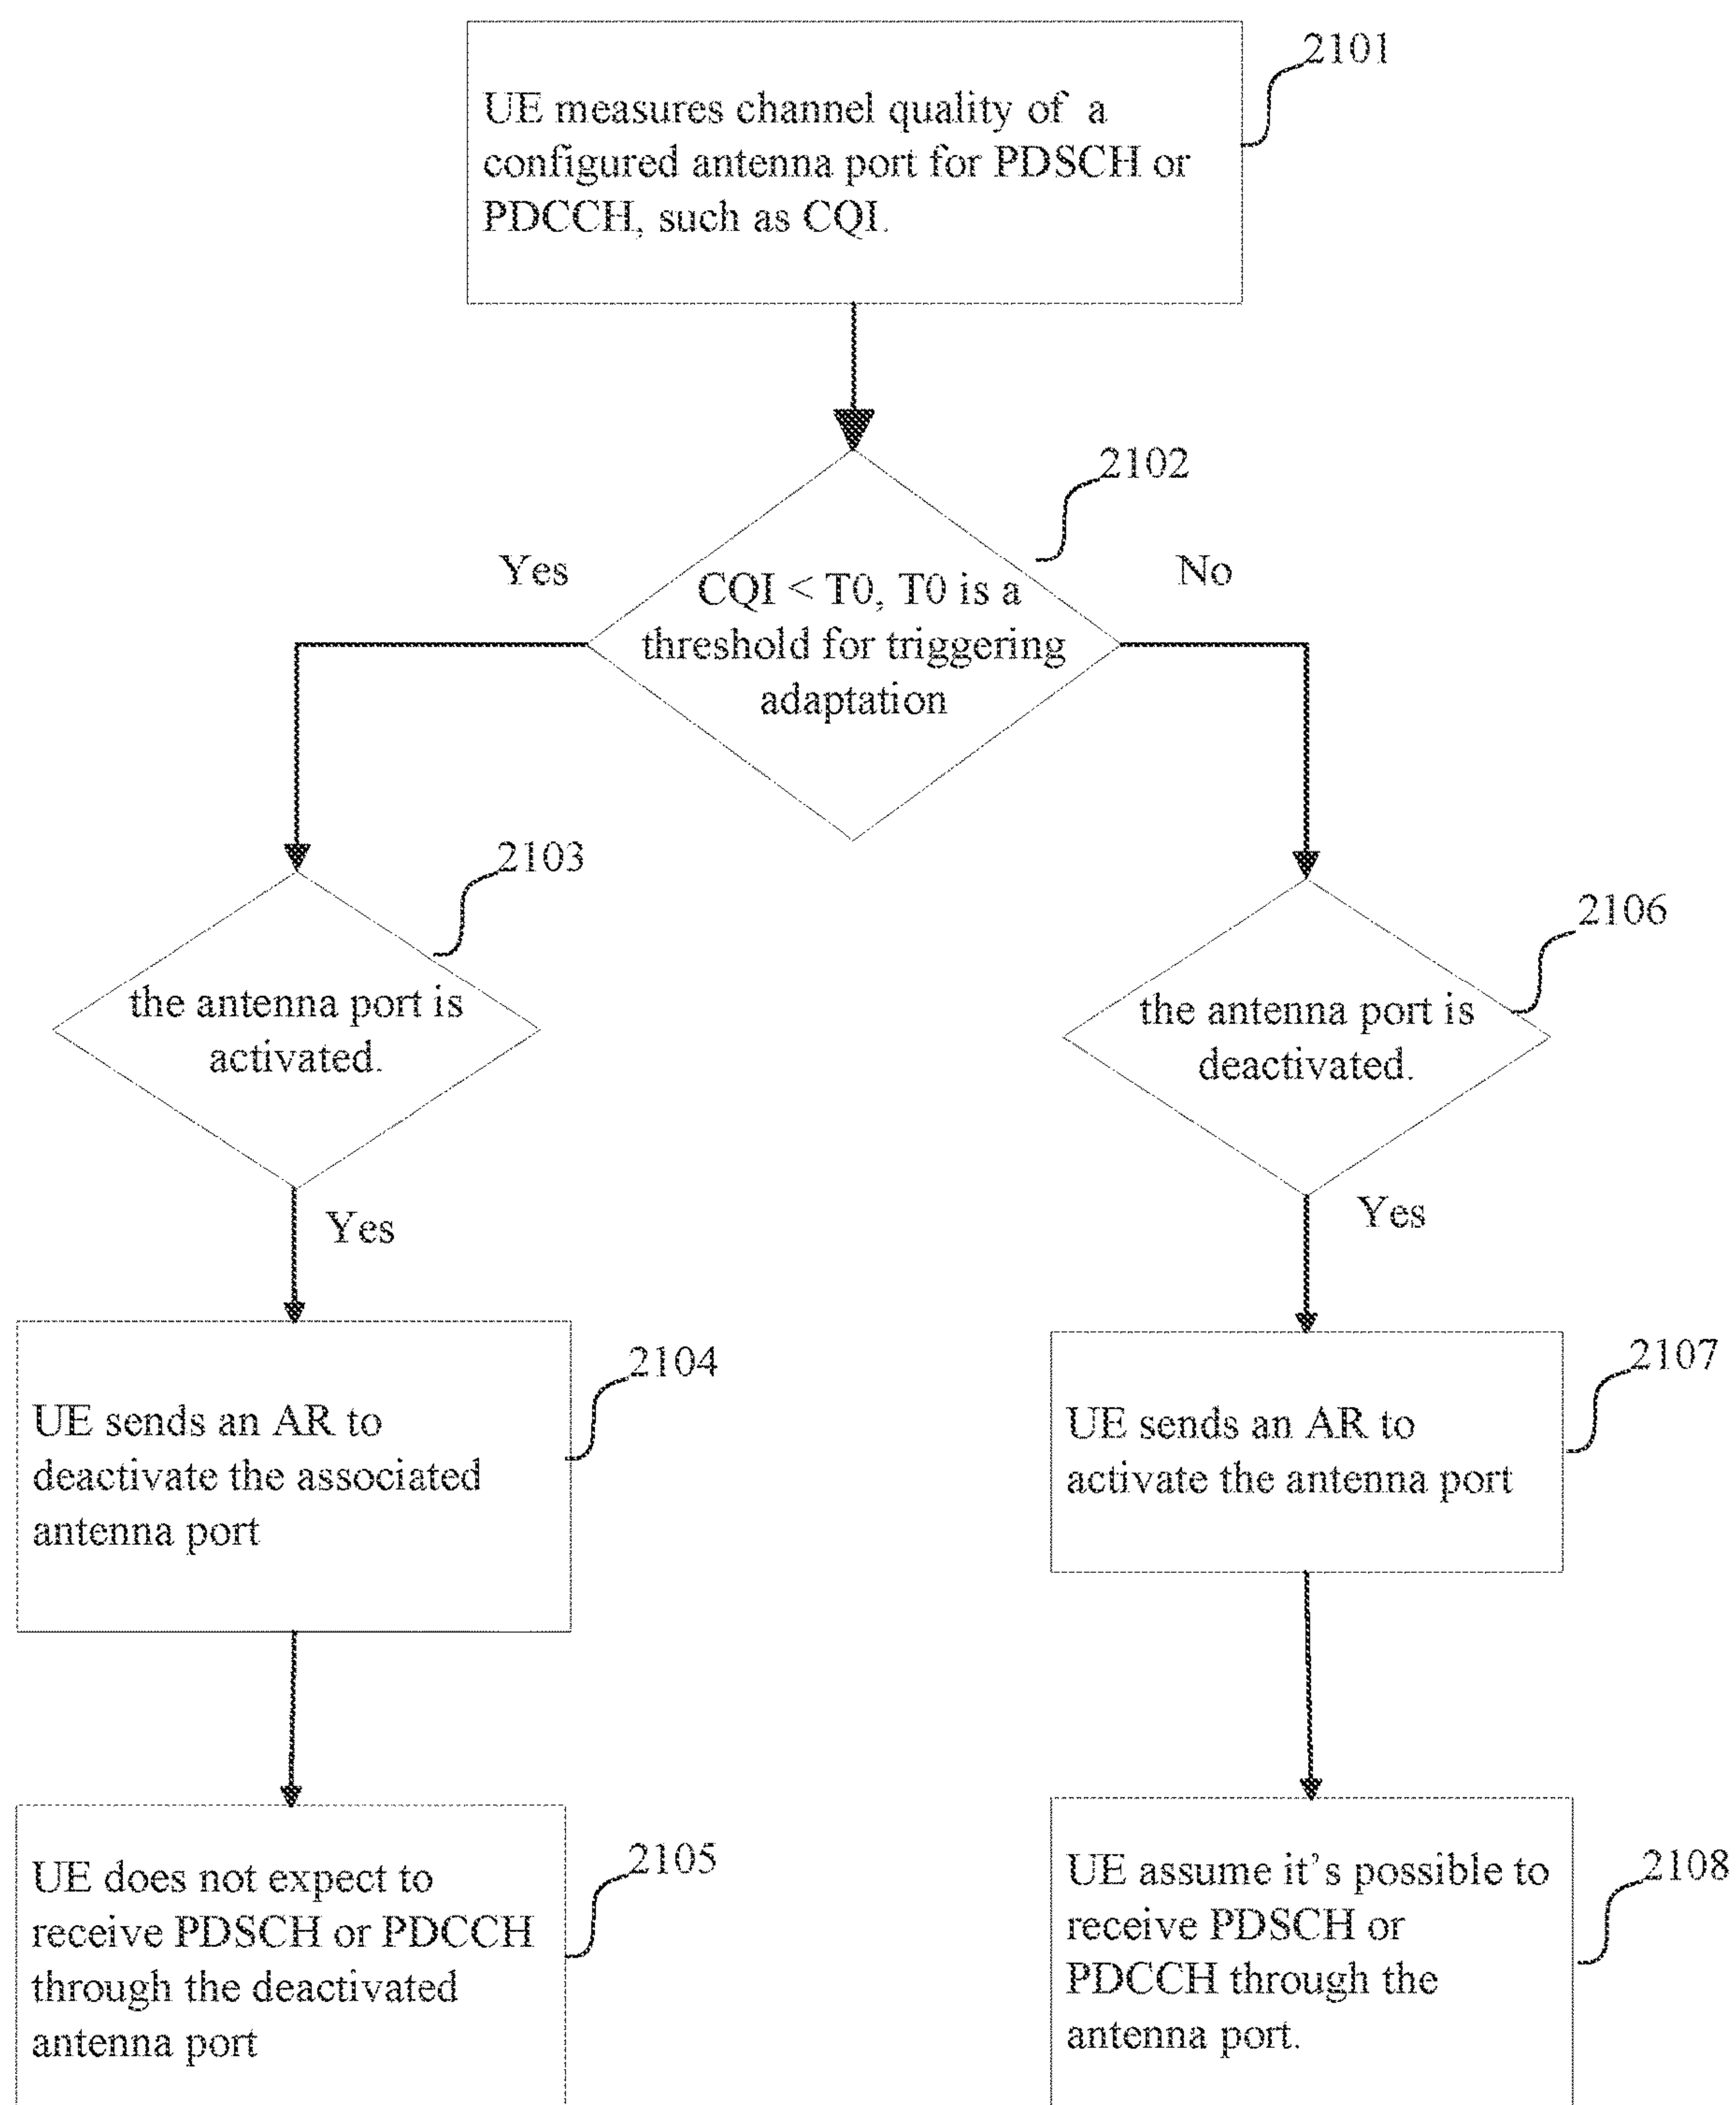 2101
UE measures channel quality of a
configured antenna port for PDSCH or
PDCCH, such as CQI.
2102
Yes
No
CQI < T0, T0 is a
threshold for triggering
adaptation
2103
the antenna port is
activated.
2106
the antenna port is
deactivated.
Yes
Yes
2104
UE sends an AR to
deactivate the associated
antenna port
2107
UE sends an AR to
activate the antenna port
2105
UE does not expect to
receive PDSCH or PDCCH
through the deactivated
antenna port
2108
UE assume it's possible to
receive PDSCH or
PDCCH through the
antenna port.